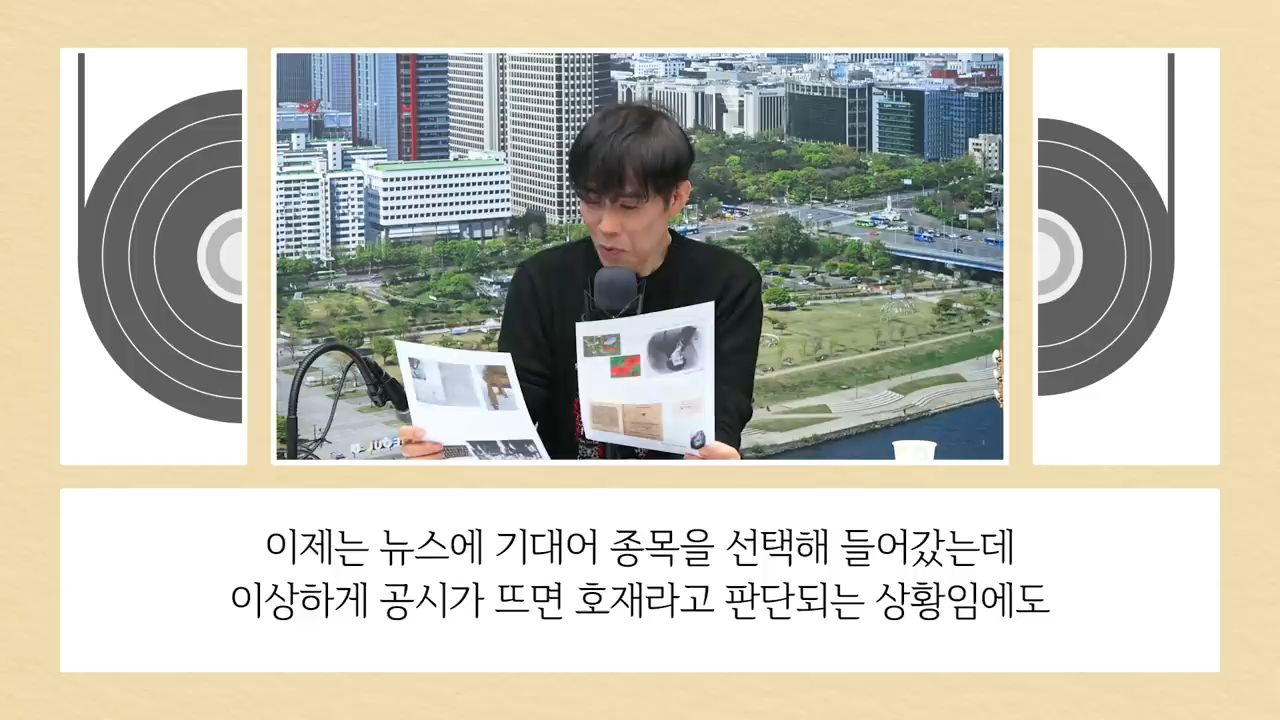 이제는 뉴스에 기대어 종목을 선택해 들어갔는데
이상하게 공시가 뜨면 호재라고 판단되는 상황임에도